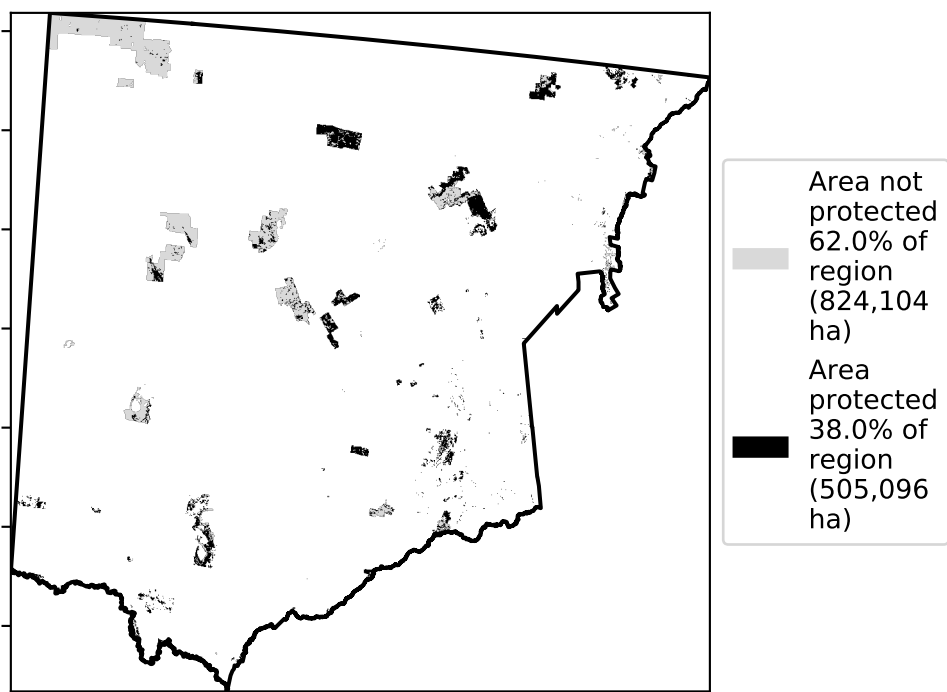 Area not
protected
62.0% of
region
(824,104
ha)
Area
protected
38.0% of
region
(505,096
ha)